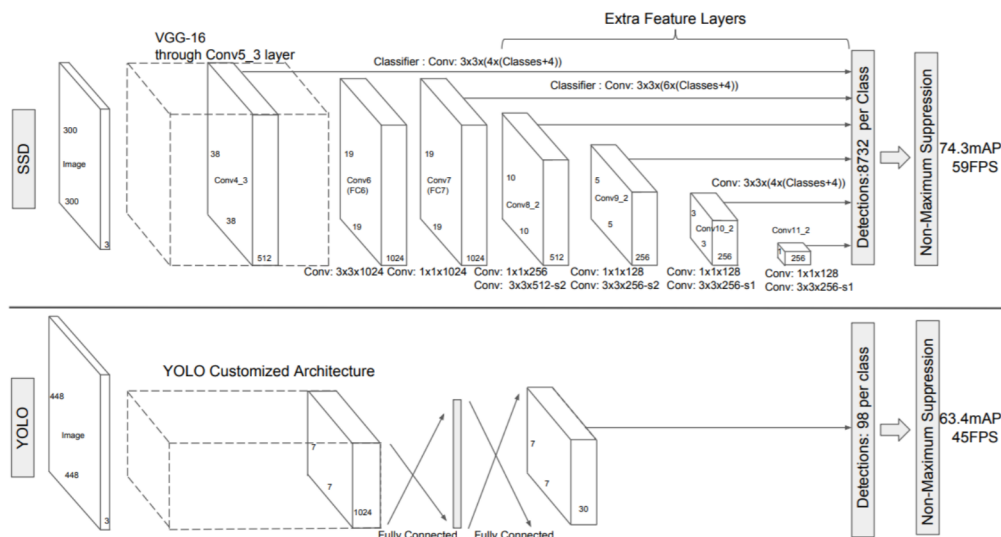 Extra Feature Layers
VGG-16
through Conv5_3 layer
Classifier : Conv: 3x3x(4x(Classes+4))
Classifier : Conv: 3x3x(6x(Classes+4))
SSD
300
Image
300
3
38
Conv4_3
38
512
19
Conv6
(FC6)
19
1024
19
Conv7
(FC7)
19
1024
10
Conv8_2
10
512
5
Conv9_2
5
256
Conv: 3x3x(4x(Classes+4))
3
Conv10_2
3
256
Conv11_2
1
256
Detections:8732 per Class
Non-Maximum Suppression
74.3mAP
59FPS
Conv: 3x3x1024
Conv: 1x1x1024
Conv: 1x1x256
Conv: 3x3x512-s2
Conv: 1x1x128
Conv: 3x3x256-s2
Conv: 1x1x128
Conv: 3x3x256-s1
Conv: 1x1x128
Conv: 3x3x256-s1
YOLO
448
Image
448
3
YOLO Customized Architecture
7
7
1024
Fully Connected
Fully Connected
7
7
30
Detections: 98 per class
Non-Maximum Suppression
63.4mAP
45FPS